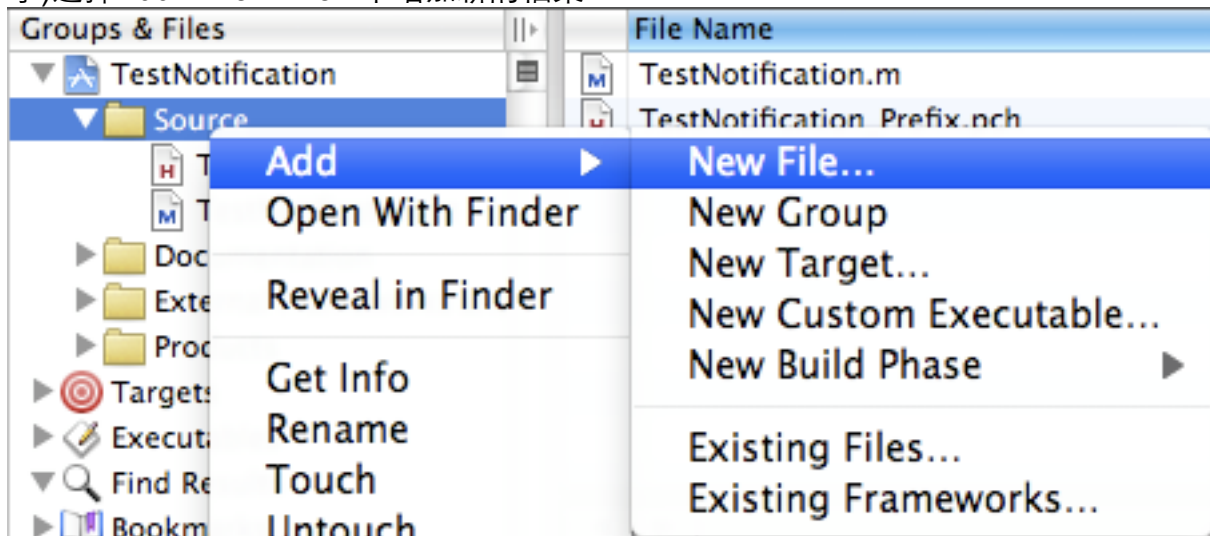 Groups & Files
File Name
TestNotification
TestNotification.m
Source
TestNotification_Prefix.pch
Add
New File...
Open With Finder
New Group
New Target...
Reveal in Finder
New Custom Executable...
New Build Phase
Get Info
Targets
Rename
Existing Files...
Touch
Existing Frameworks...
Untouch